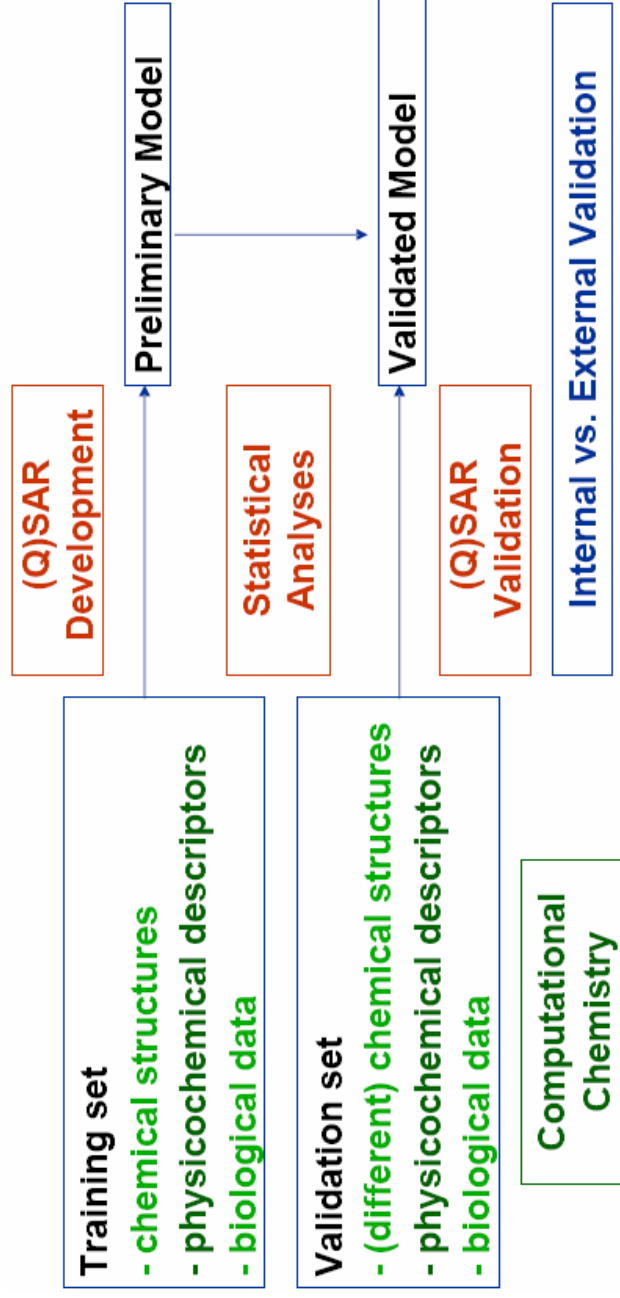 Training set
- chemical structures
- physicochemical descriptors
- biological data
(Q)SAR
Development
Preliminary Model
Statistical
Analyses
Validation set
- (different) chemical structures
- physicochemical descriptors
- biological data
Validated Model
(Q)SAR
Validation
Computational
Chemistry
Internal vs. External Validation